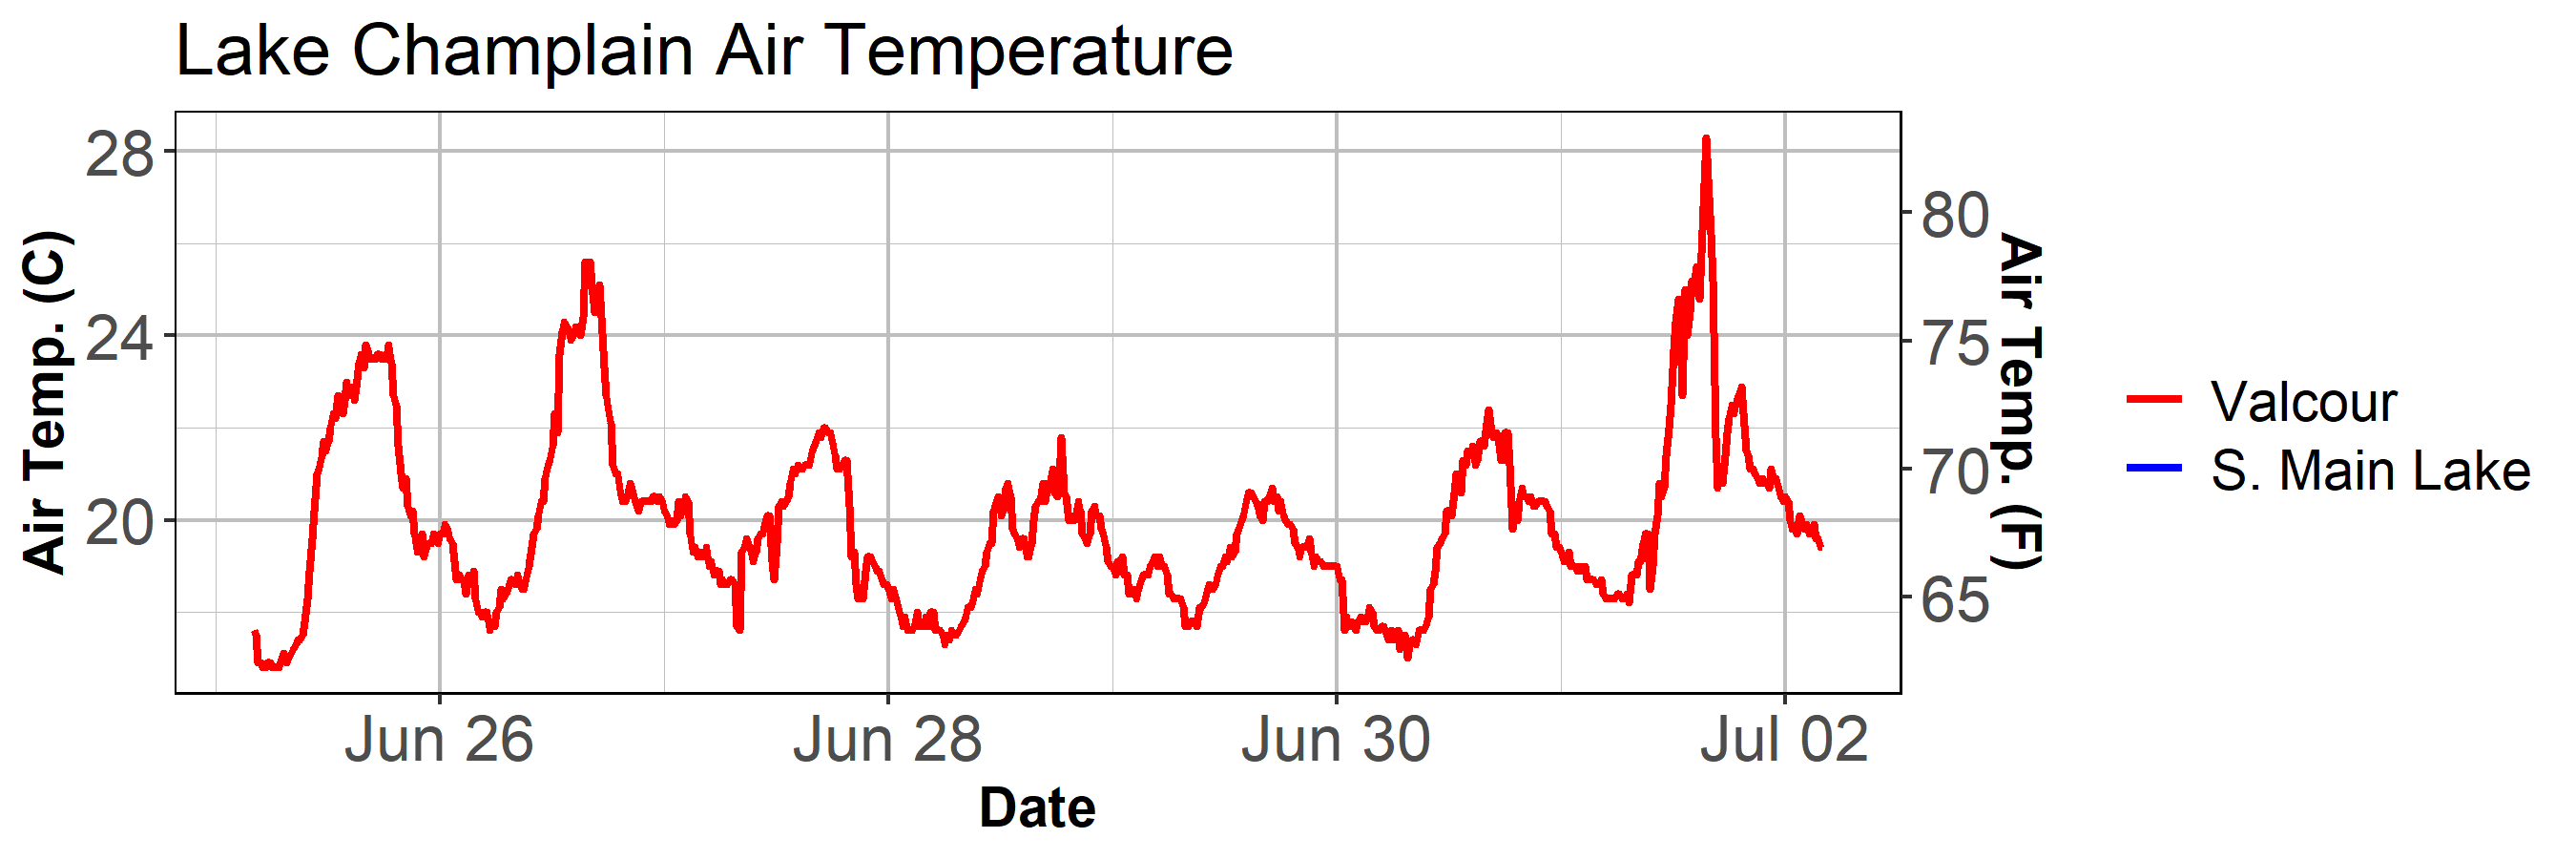 Lake Champlain Air Temperature
Air Temp. (C)
28
24
20
80
75
70
65
Air Temp. (F)
Valcour
S. Main Lake
Jun 26
Jun 28
Jun 30
Jul 02
Date